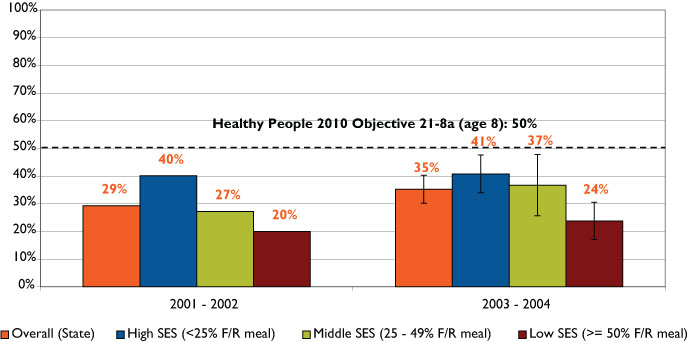 100%
90%
80%
70%
60%
Healthy People 2010 Objective 21-8a (age 8): 50%
50%
40%
30%
20%
10%
0%
29%
40%
27%
20%
35%
41%
37%
24%
2001 - 2002
2003 - 2004
Overall (State)
High SES (<25% F/R meal)
Middle SES (25 - 49% F/R meal)
Low SES (>= 50% F/R meal)